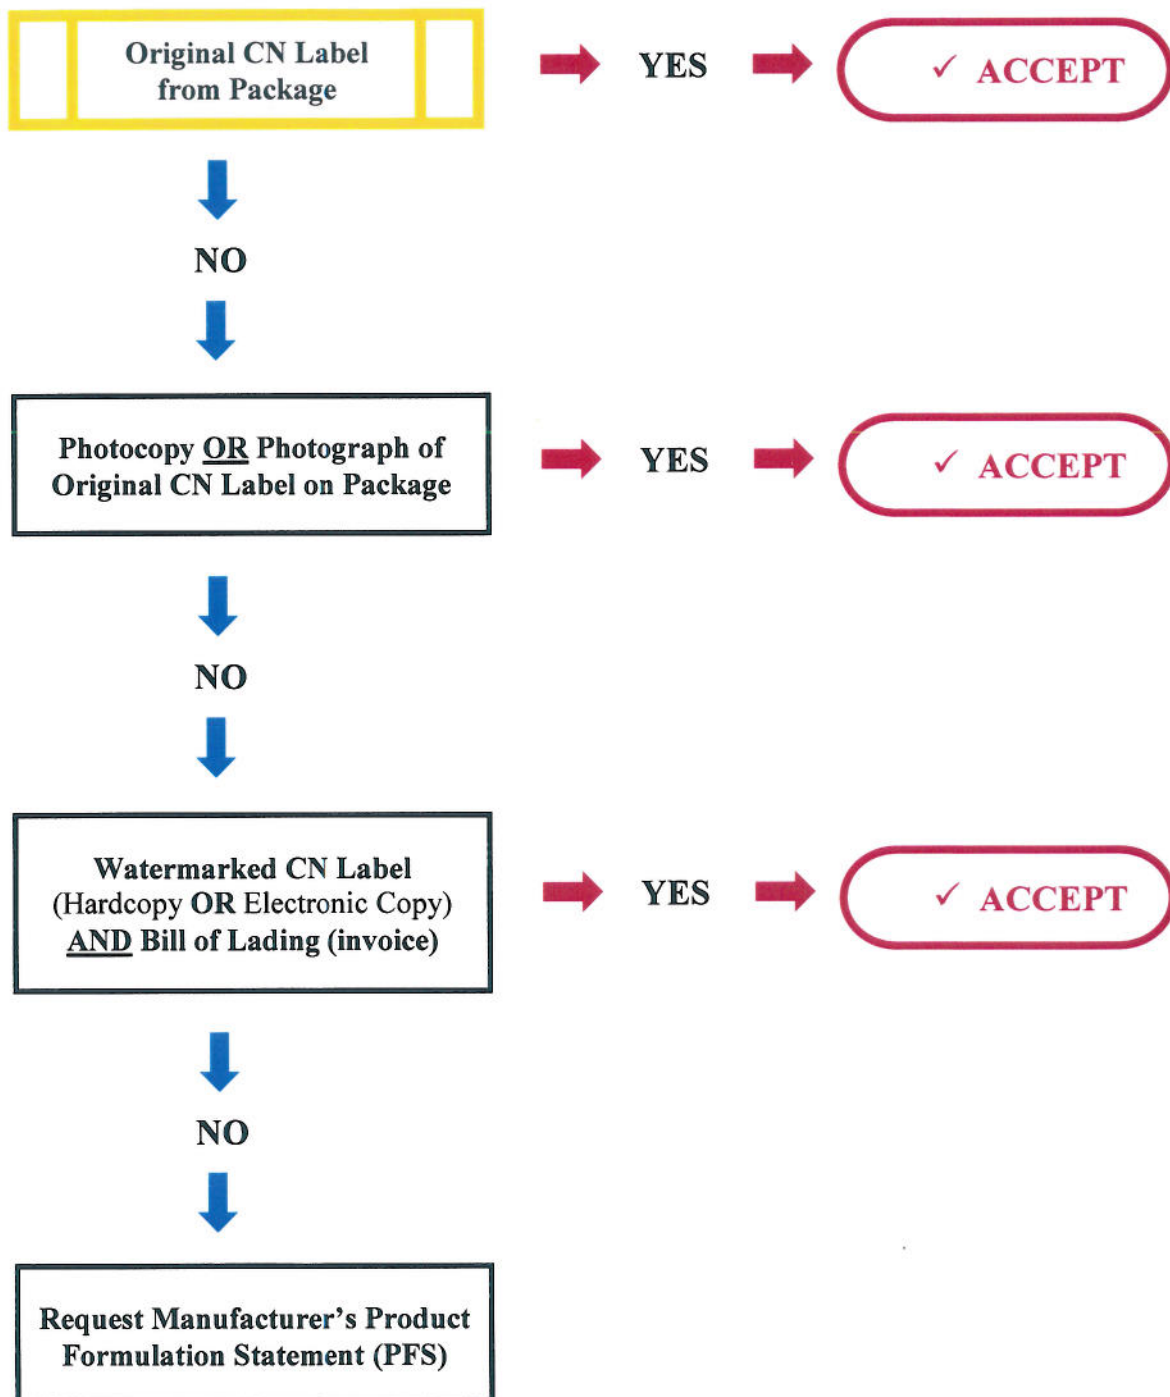 Original CN Label
from Package
YES
✓ ACCEPT
NO
Photocopy OR Photograph of
Original CN Label on Package
YES
✓ ACCEPT
NO
Watermarked CN Label
(Hardcopy OR Electronic Copy)
AND Bill of Lading (invoice)
YES
✓ ACCEPT
NO
Request Manufacturer’s Product
Formulation Statement (PFS)